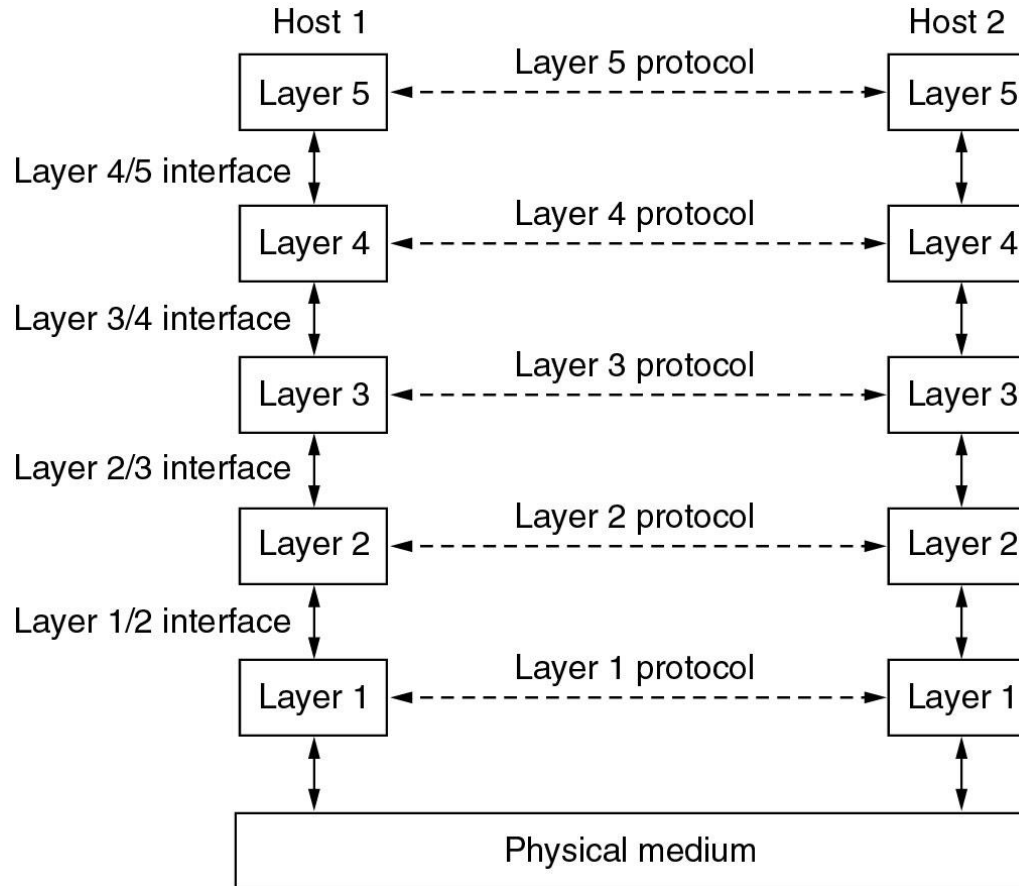 Host 1 Host 2
Layer 5 protocol
Layer 5 Layer 5
Layer 4/5 interface
Layer 4 protocol
Layer 4 Layer 4
Layer 3/4 interface
Layer 3 protocol
Layer 3 Layer 3
Layer 2/3 interface
Layer 2 protocol
Layer 2 Layer 2
Layer 1/2 interface
Layer 1 protocol
Layer 1 Layer 1
Physical medium